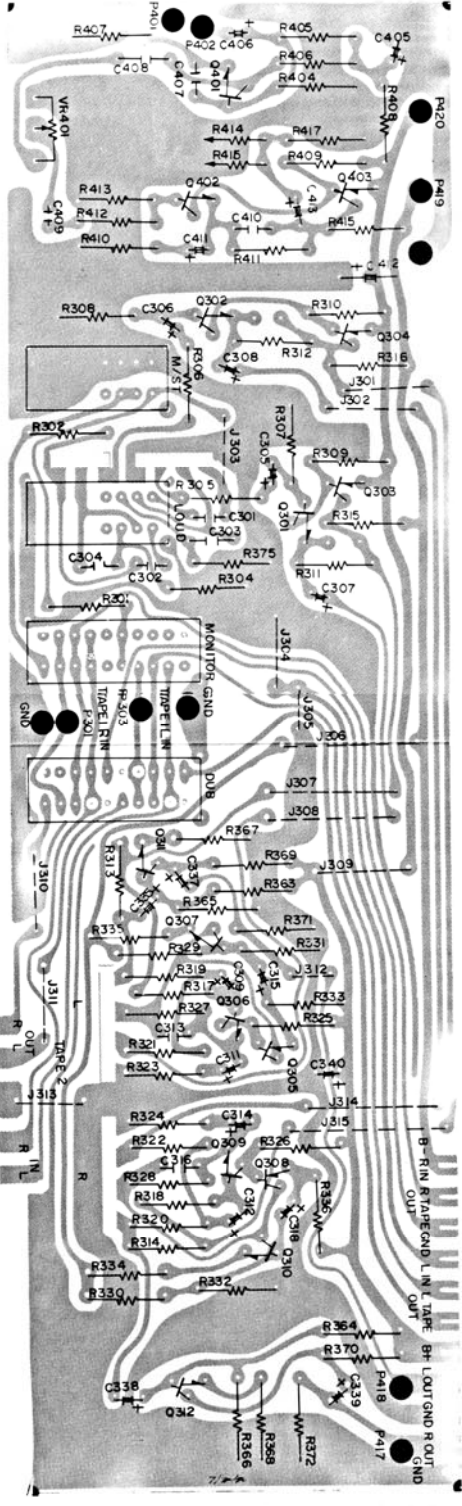 P401
R407
P402
C406
R405
C405
R406
C408
C407
Q401
R404
VR401
R408
P420
R414
R417
R416
R409
Q402
Q403
P419
R413
C413
C409
R412
C410
R415
R410
C411
R411
C412
R308
C306
Q302
R310
Q304
R312
M/ST
R306
C308
R316
J301
J302
R302
J303
R307
C305
R309
R305
Q303
LOUD
C301
Q301
R315
C303
C304
C302
R375
R311
R304
C307
R301
MONITOR
J304
GND
TAPE I L IN
P303
TAPE I R IN
P301
GND
J305
J306
DUB
J307
J308
Q311
R367
J310
R313
C337
R369
J309
R363
C335
R365
R335
Q307
R371
R329
R331
R319
C309
C315
J312
J311
R317
L
R327
Q306
R333
C313
R325
R
L
OUT
R321
C311
Q305
TAPE 2
R323
C340
J313
J314
R324
C314
J315
R322
Q309
R326
IN
R
L
C316
Q308
B- R IN R TAPE GND L IN L TAPE B+ L OUT GND R OUT
OUT
OUT
R
R328
R318
C312
C318
R336
R320
R314
Q310
R334
R332
R330
R364
R370
C338
C339
P418
Q312
P417
R366
R368
R372
GND